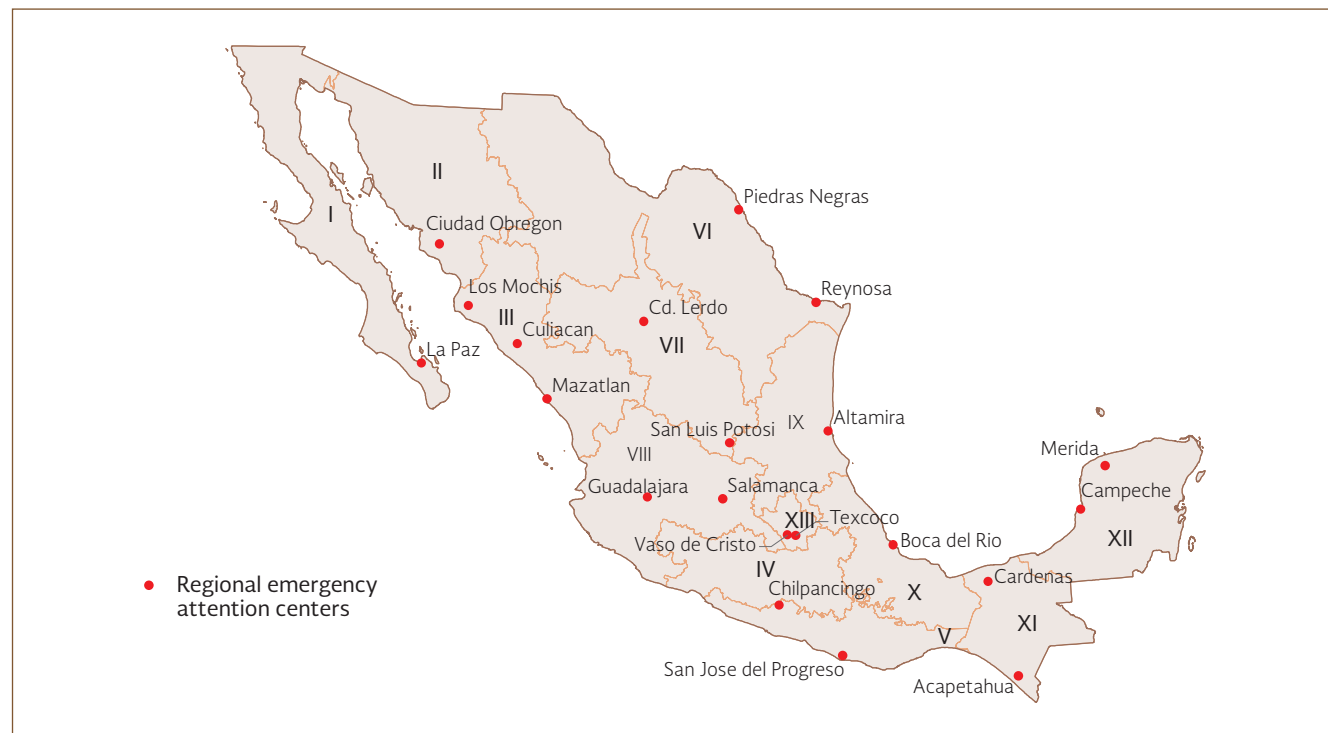 II
Piedras Negras
I
Ciudad Obregon
VI
Reynosa
Los Mochis
Cd. Lerdo
III
Culiacan
VII
La Paz
Mazatlan
IX
Altamira
San Luis Potosi
VIII
Merida
Guadalajara
Salamanca
Campeche
XIII
Texcoco
Vaso de Cristo
Boca del Rio
XII
IV
Cardenas
Regional emergency
attention centers
Chilpancingo
X
XI
V
San Jose del Progreso
Acapetahua